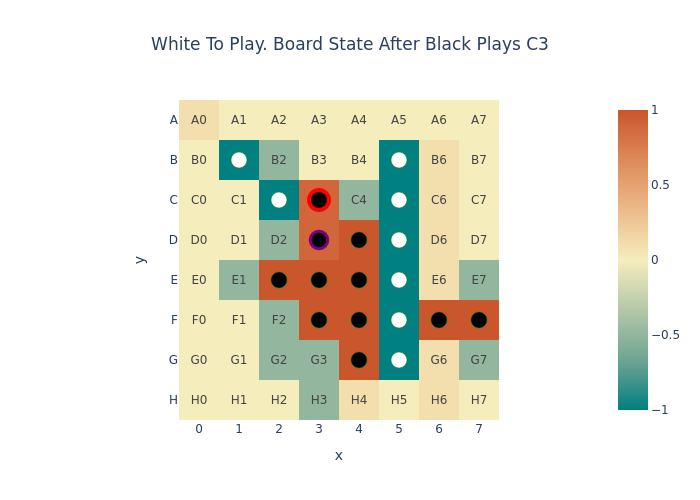 White To Play. Board State After Black Plays C3
A A0 A1 A2 A3 A4 A5 A6 A7 1
B B0 B2 B3 B4 B6 B7
C C0 C1 C4 C6 C7 0.5
D D0 D1 D2 D6 D7
y
0
E E0 E1 E6 E7
F F0 F1 F2 −0.5
G G0 G1 G2 G3 G6 G7
H H0 H1 H2 H3 H4 H5 H6 H7 −1
0 1 2 3 4 5 6 7
x